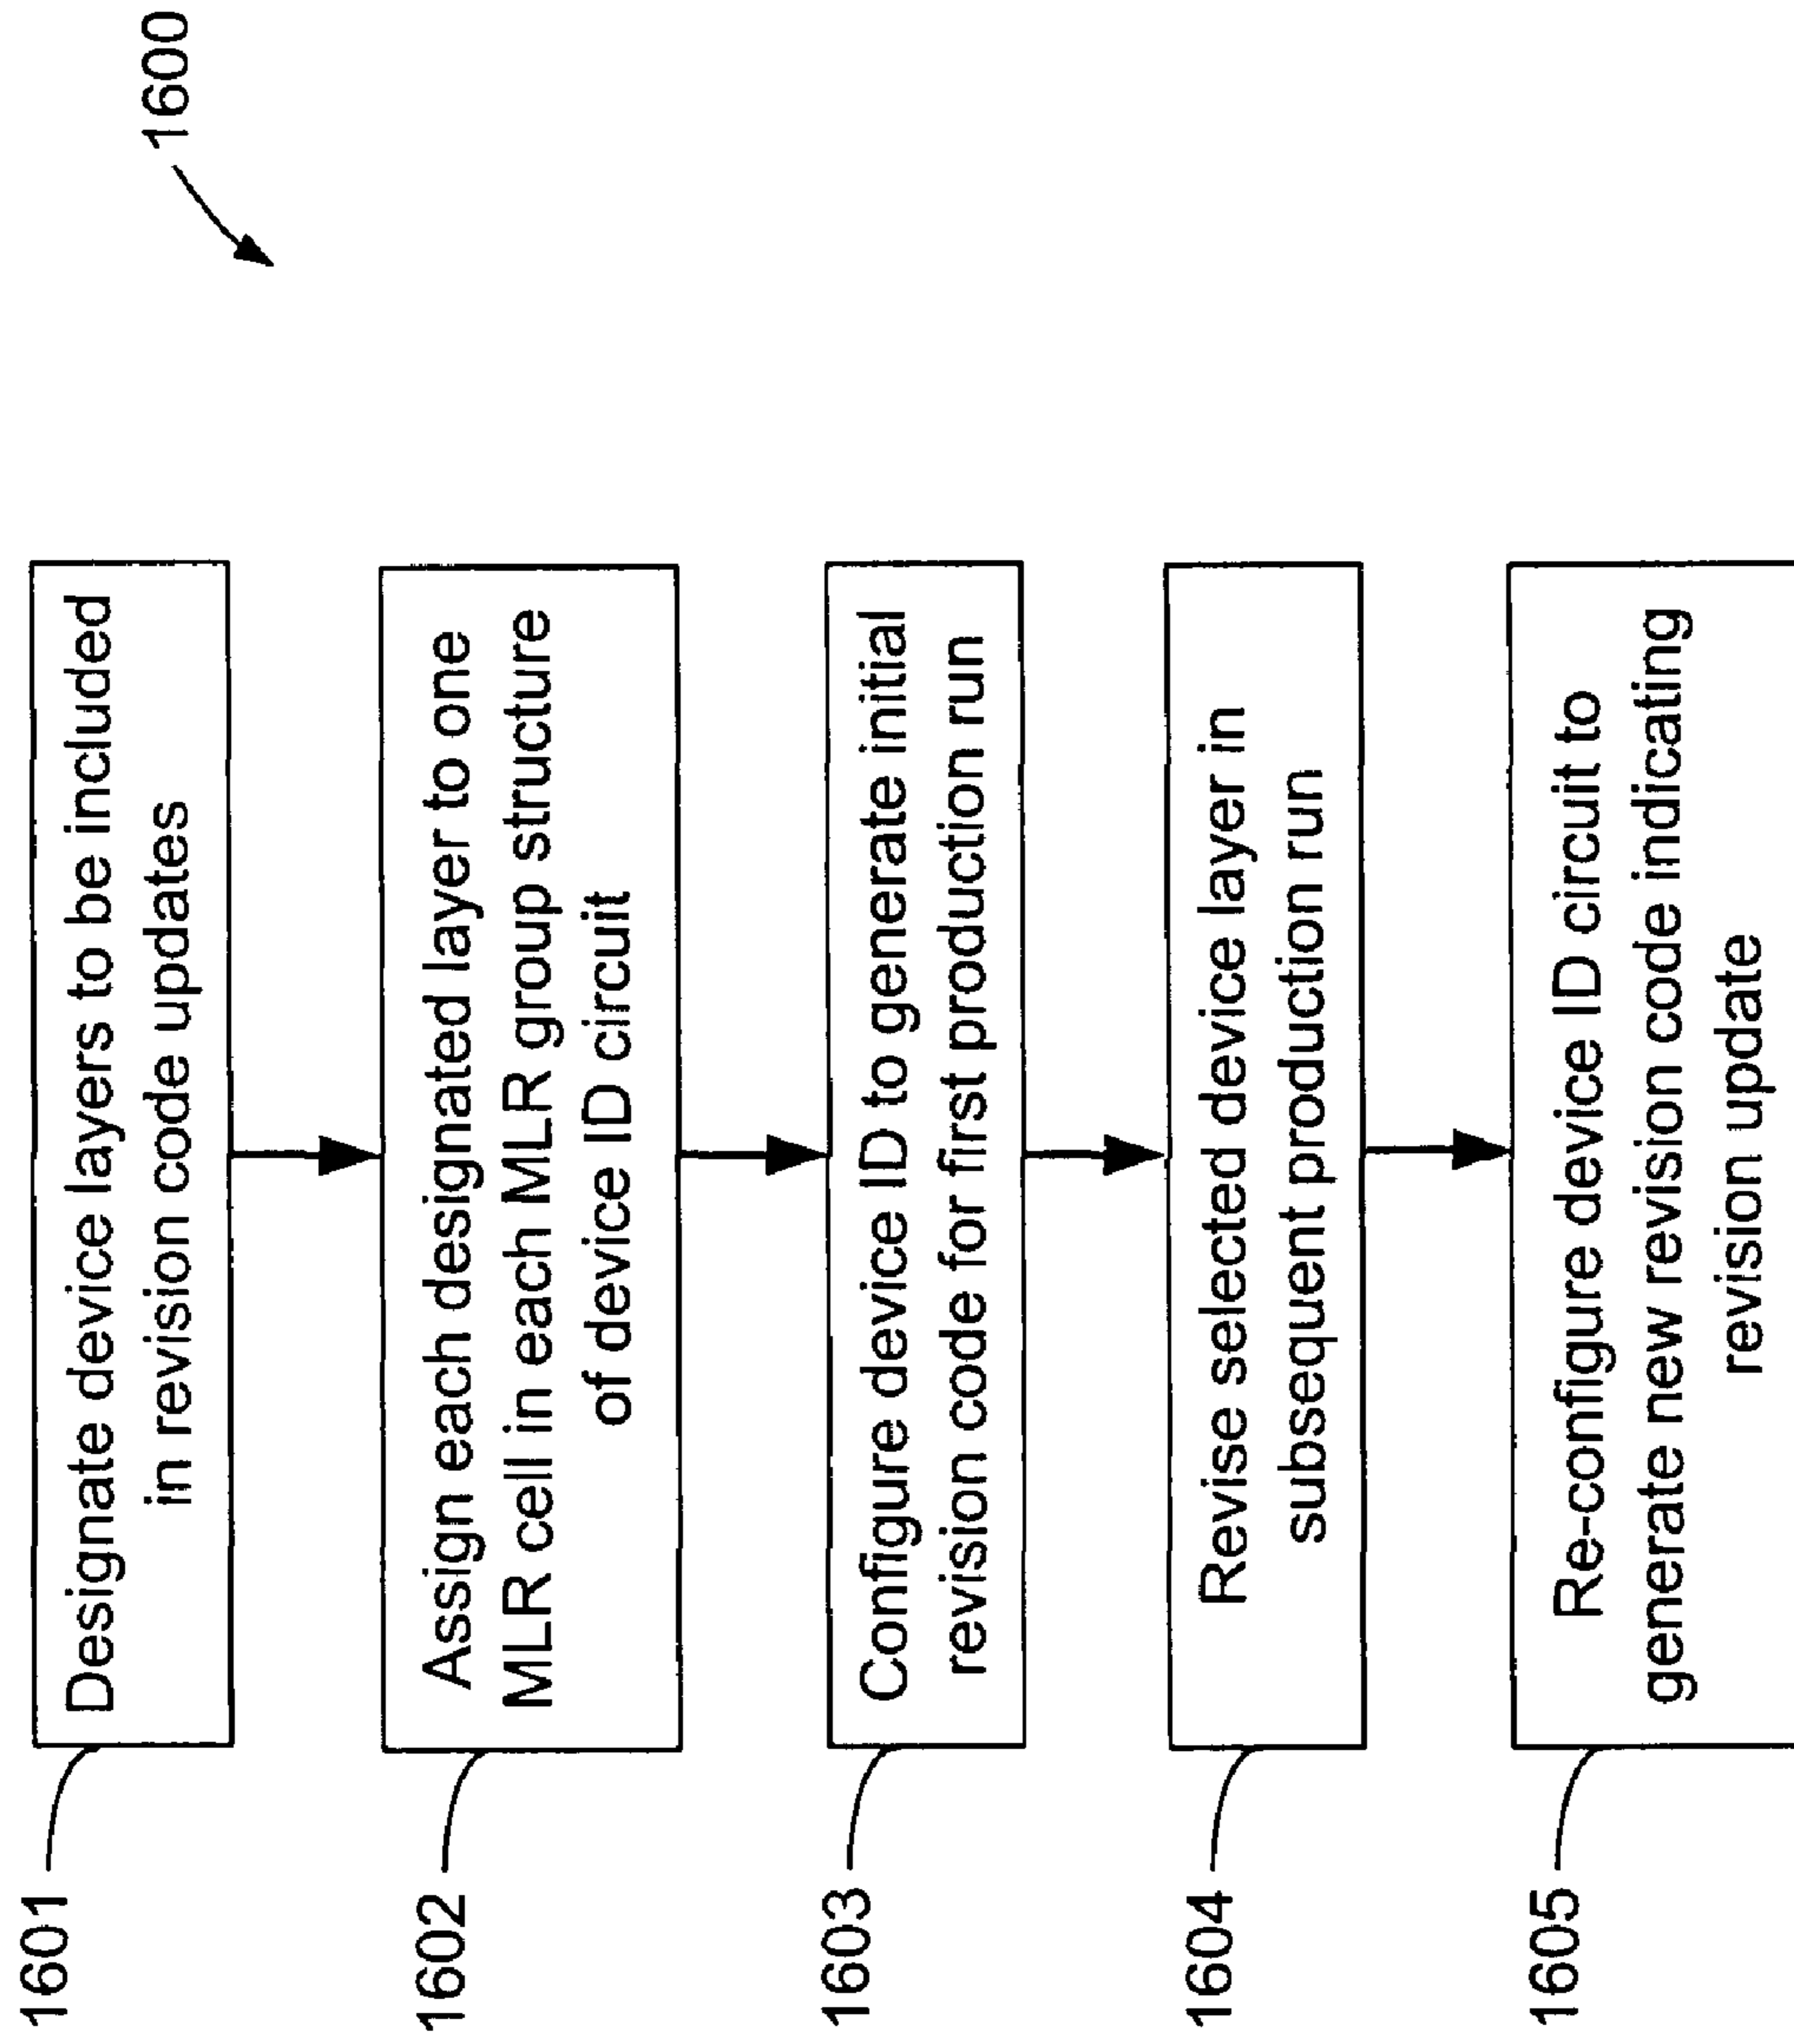 1600
1601
Designate device layers to be included
in revision code updates
1602
Assign each designated layer to one
MLR cell in each MLR group structure
of device ID circuit
1603
Configure device ID to generate initial
revision code for first production run
1604
Revise selected device layer in
subsequent production run
1605
Re-configure device ID circuit to
generate new revision code indicating
revision update